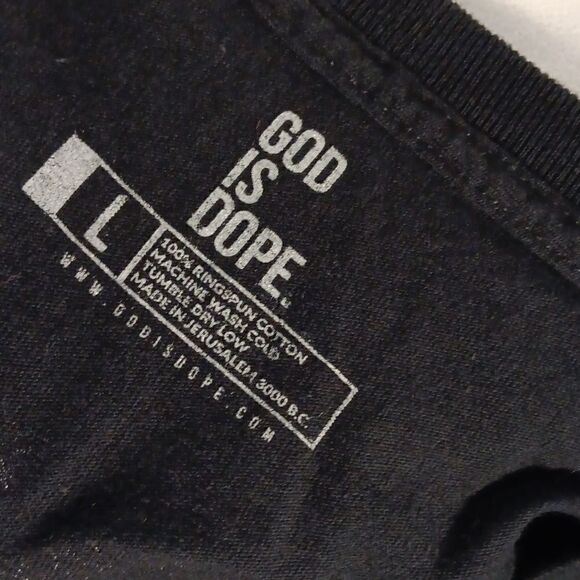 GOD
IS
DOPE.
L
100% RINGSPUN COTTON
MACHINE WASH COLD
TUMBLE DRY LOW
MADE IN JERUSALEM 3000 B.C.
WWW.GODISDOPE.COM